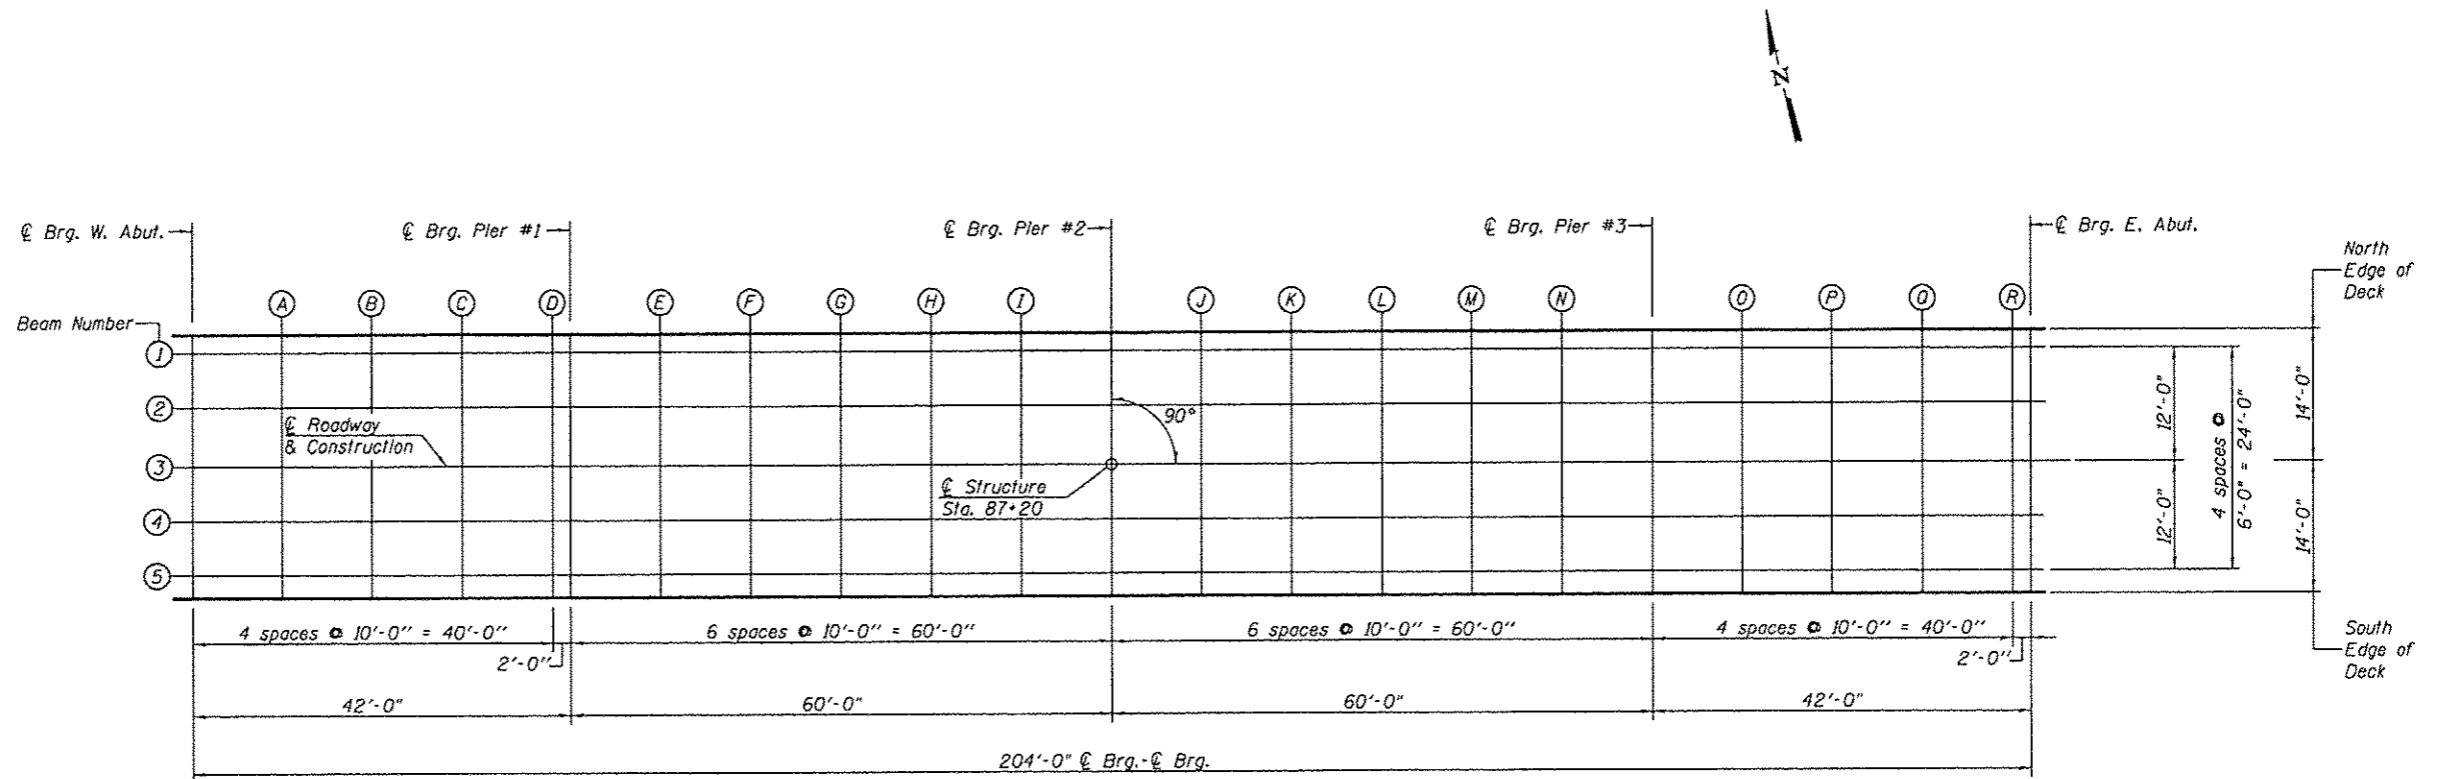 N
℄ Brg. W. Abut.
℄ Brg. Pier #1
℄ Brg. Pier #2
℄ Brg. Pier #3
℄ Brg. E. Abut.
North
Edge of
Deck
A B C D E F G H I J K L M N O P Q R
Beam Number
1
2
3
4
5
℄ Roadway
& Construction
90°
℄ Structure
Sta. 87+20
12'-0"
12'-0"
4 spaces @
6'-0" = 24'-0"
14'-0"
14'-0"
4 spaces @ 10'-0" = 40'-0"
6 spaces @ 10'-0" = 60'-0"
6 spaces @ 10'-0" = 60'-0"
4 spaces @ 10'-0" = 40'-0"
2'-0"
2'-0"
South
Edge of
Deck
42'-0"
60'-0"
60'-0"
42'-0"
204'-0" ℄ Brg.-℄ Brg.